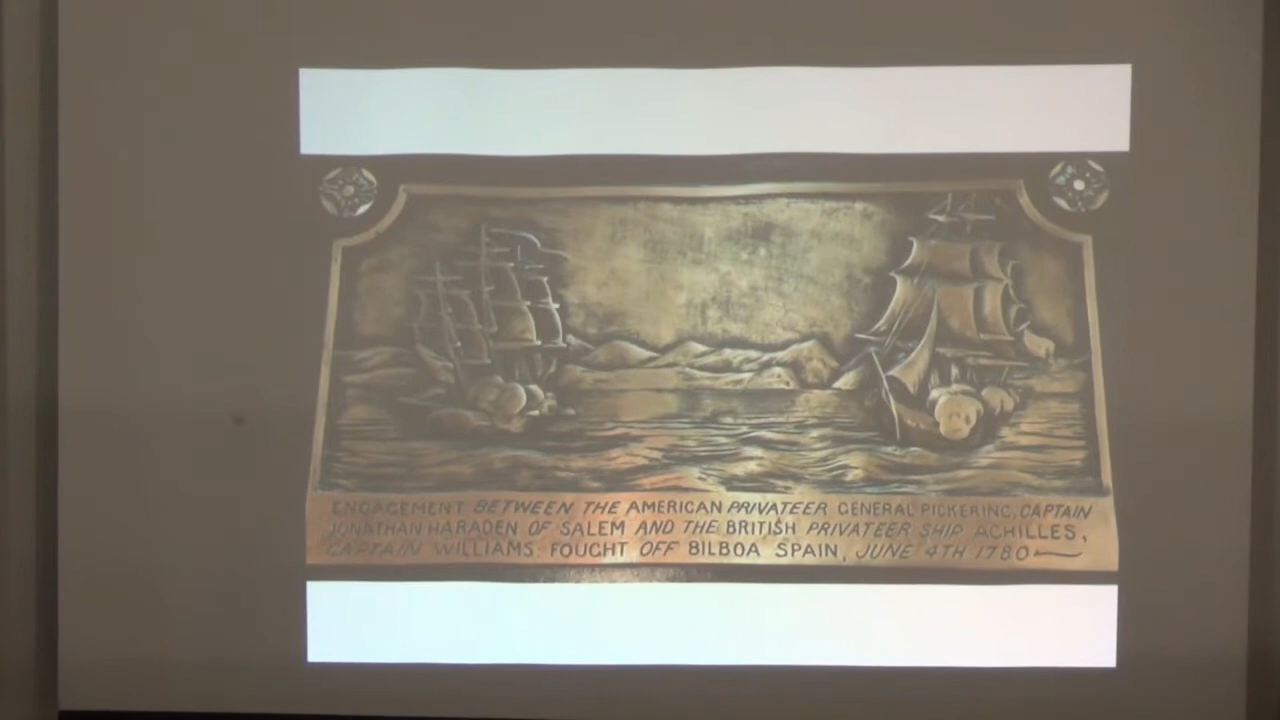 ENGAGEMENT BETWEEN THE AMERICAN PRIVATEER GENERAL PICKERING, CAPTAIN
JONATHAN HARADEN OF SALEM AND THE BRITISH PRIVATEER SHIP ACHILLES,
CAPTAIN WILLIAMS. FOUGHT OFF BILBOA SPAIN, JUNE 4TH 1780